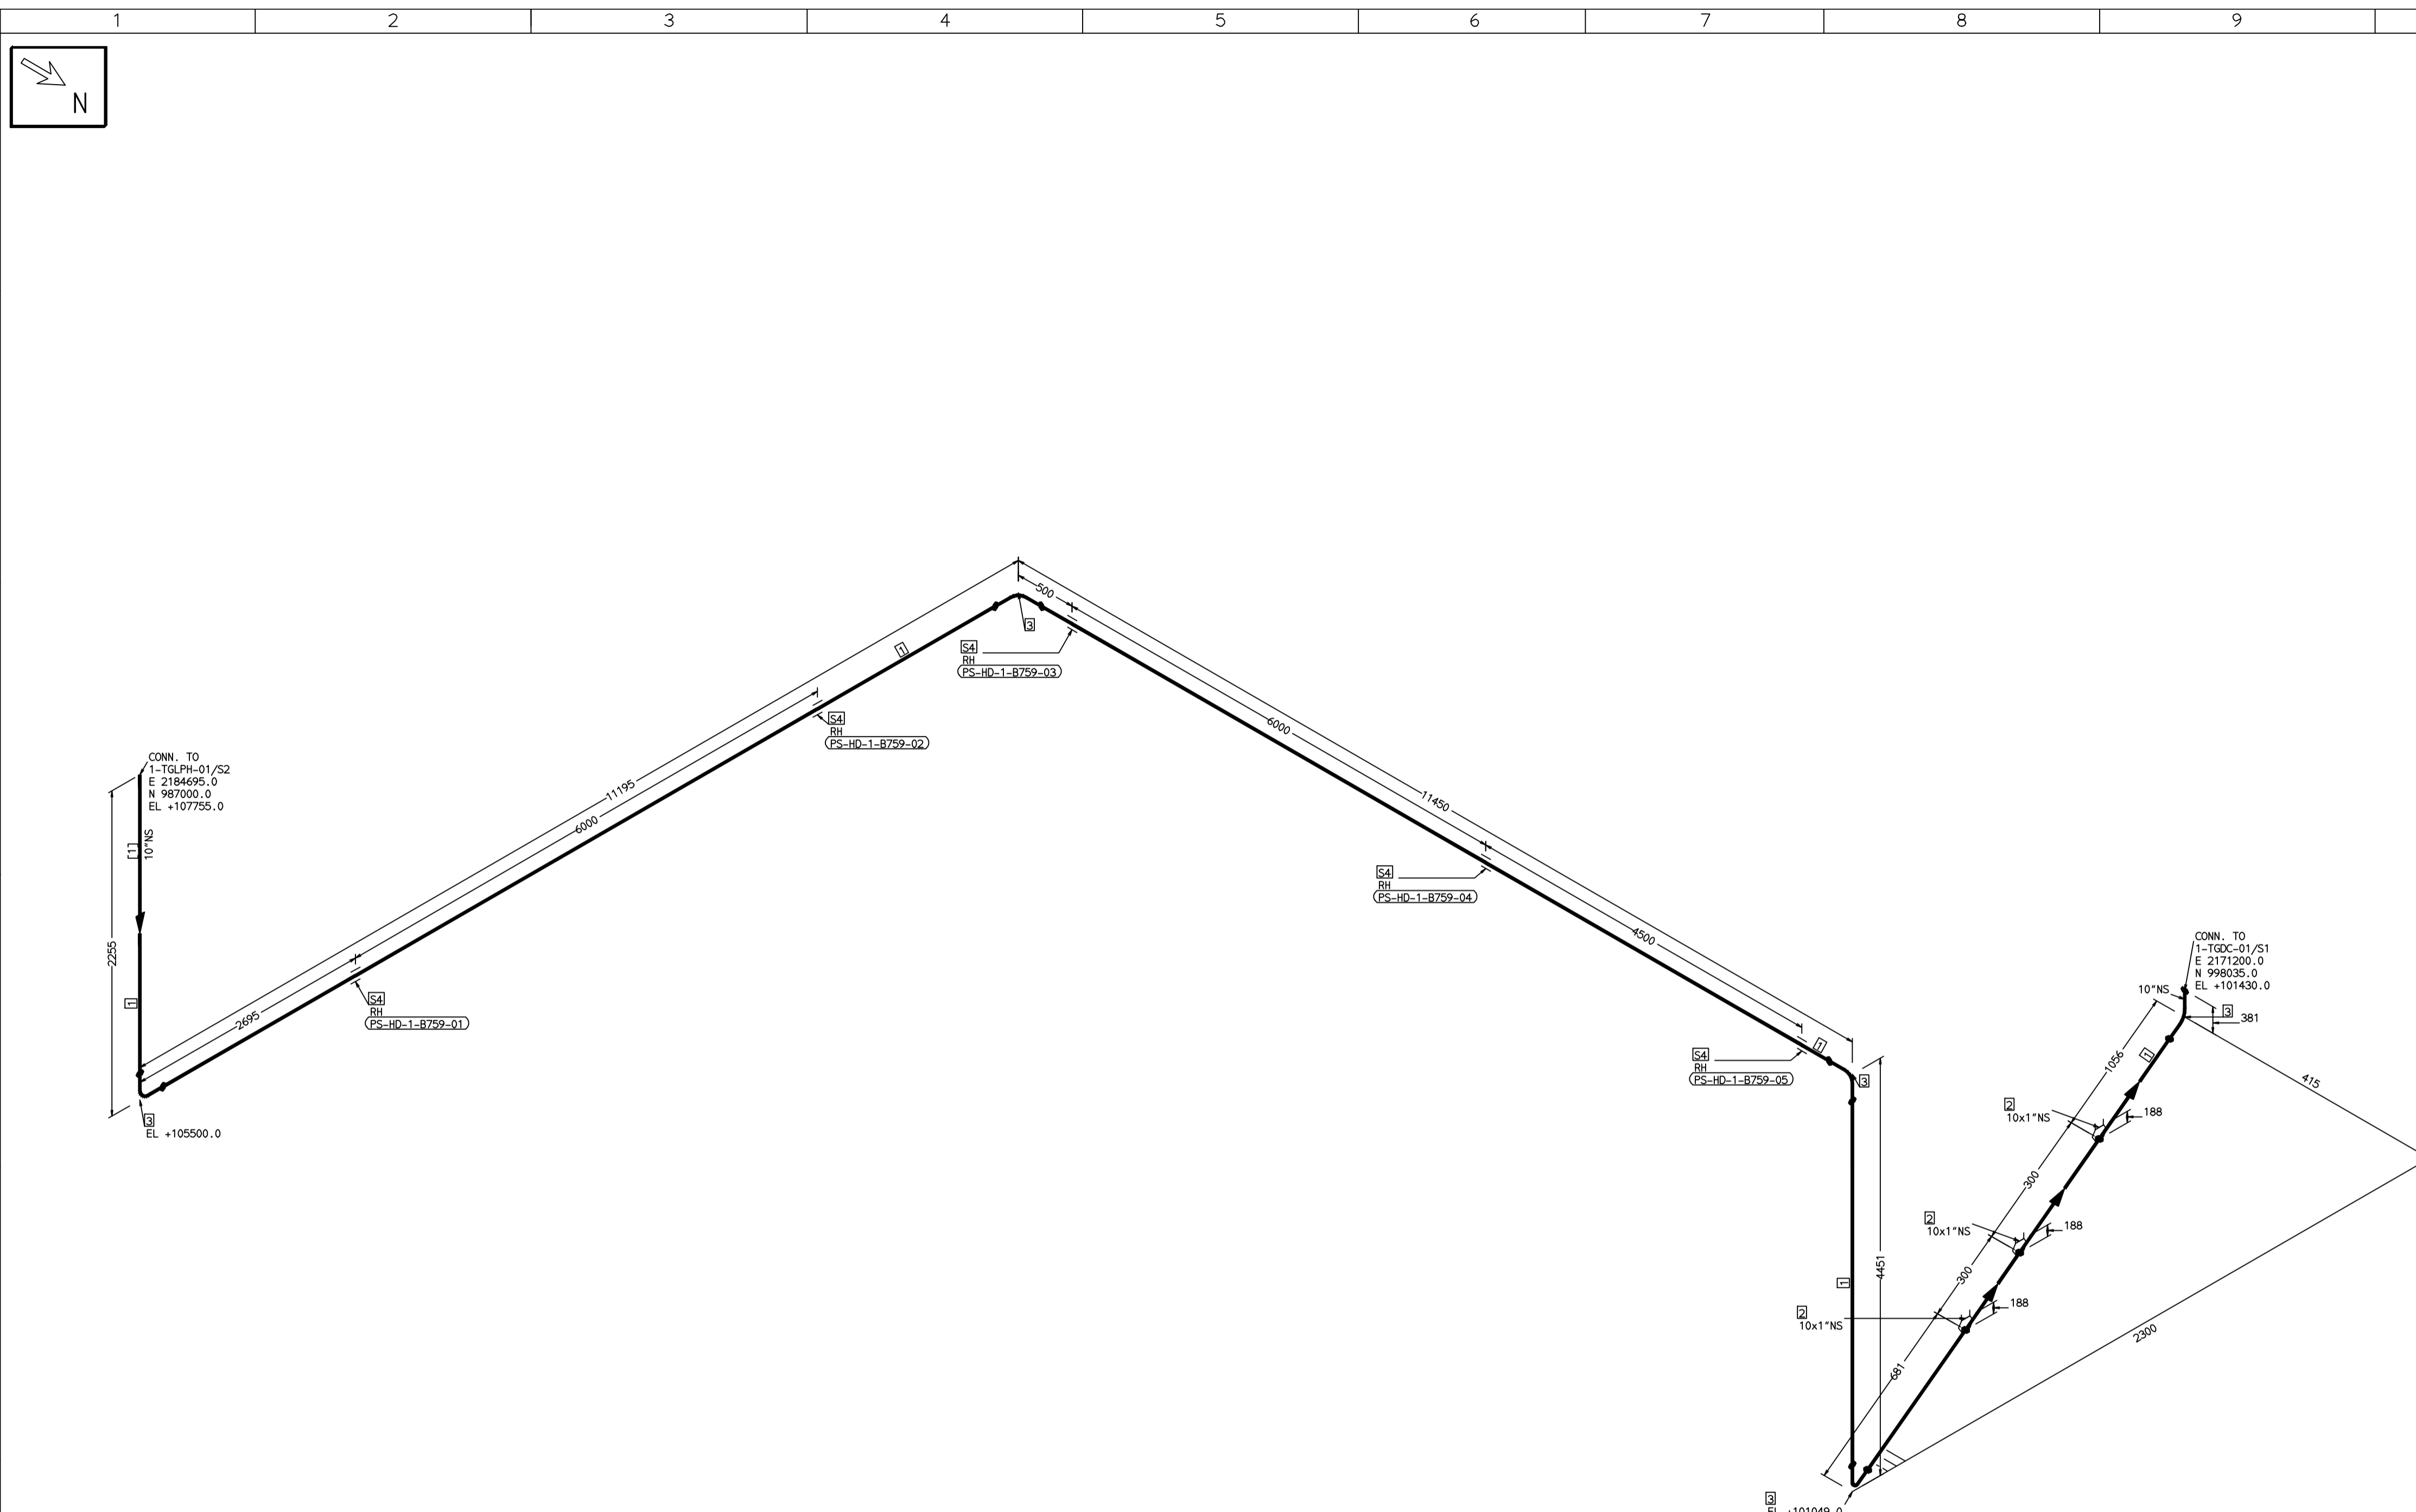 1 2 3 4 5 6 7 8 9
N
500
3
S4
RH
PS-HD-1-B759-03
1
6000
S4
RH
PS-HD-1-B759-02
CONN. TO
1-TGLPH-01/S2
E 2184695.0
N 987000.0
EL +107755.0
11195
6000
11450
1
10"NS
S4
RH
PS-HD-1-B759-04
4500
2255
1
S4
RH
PS-HD-1-B759-01
2695
3
EL +105500.0
1
S4
RH
PS-HD-1-B759-05
3
CONN. TO
1-TGDC-01/S1
E 2171200.0
N 998035.0
EL +101430.0
10"NS
3
381
1
1056
415
2
10x1"NS
188
300
2
10x1"NS
188
300
4451
1
2
10x1"NS
188
2300
681
3
EL +101049.0